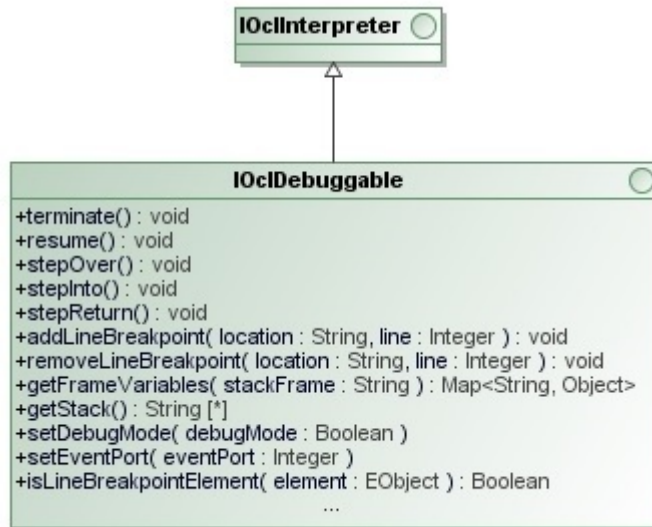 IOclInterpreter
IOclDebuggable
+terminate() : void
+resume() : void
+stepOver() : void
+stepInto() : void
+stepReturn() : void
+addLineBreakpoint( location : String, line : Integer ) : void
+removeLineBreakpoint( location : String, line : Integer ) : void
+getFrameVariables( stackFrame : String ) : Map<String, Object>
+getStack() : String [*]
+setDebugMode( debugMode : Boolean )
+setEventPort( eventPort : Integer )
+isLineBreakpointElement( element : EObject ) : Boolean
...